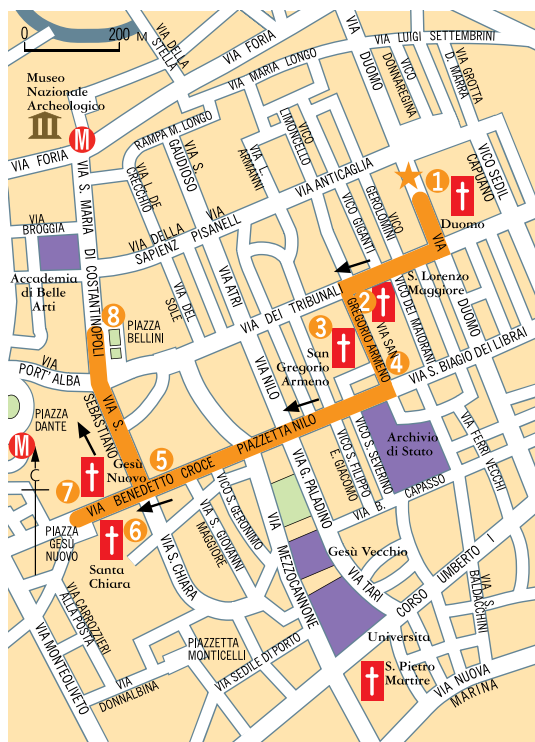 0 200 M
VIA DELLA
STELLA
VIA FORIA
VIA LUIGI SETTEMBRINI
Museo
Nazionale
Archeologico
VIA MARIA LONGO
VIA
DUOMO
VICO
DONNAREGINA
VIA GROTTA
D. MARRA
VICO
LIMONCELLO
M
RAMPA M. LONGO
VIA FORIA
VIA S.
GAUDIOSO
VIA L.
ARMANNI
VIA I. DE
CRECCHIO
VIA ANTICAGLIA
VICO SEDIL
CAPUANO
1
Duomo
VIA S. MARIA DI COSTANTINOPOLI
VIA
BROGGIA
VIA DELLA
SAPIENZ
PISANELL
VICO
GEROLOMINI
VICO GIGANTI
VIA
DUOMO
Accademia
di Belle
Arti
VIA ATRI
VIA DEL
SOLE
S. Lorenzo
Maggiore
2
VIA DEI TRIBUNALI
8
PIAZZA
BELLINI
VIA SAN
GREGORIO ARMENO
VICO DEI MAIORANI
3
San
Gregorio
Armeno
4
VIA S. BIAGIO DEI LIBRAI
VIA
PORT' ALBA
VIA NILO
VIA S.
SEBASTIANO
PIAZZA
DANTE
M
PIAZZETTA NILO
Archivio
di Stato
VIA FERRI VECCHI
Gesù
Nuovo
5
VIA BENEDETTO CROCE
7
6
VICO S. GERONIMO
VIA S. GIOVANNI
MAGGIORE
VIA G. PALADINO
VICO S. FILIPPO
E. GIACOMO
VICO S. SEVERINO
VIA B. CAPASSO
PIAZZA
GESÙ
NUOVO
Santa
Chiara
VIA S. CHIARA
VIA
MEZZOCANNONE
Gesù Vecchio
VIA TARI
CORSO UMBERTO I
VIA S.
BALDACCHINI
VIA CARROZZIERI
ALLA POSTA
VIA MONTEOLIVETO
PIAZZETTA
MONTICELLI
VIA SEDILE DI PORTO
Universita
S. Pietro
Martire
VIA
DONNALBINA
VIA NUOVA
MARINA